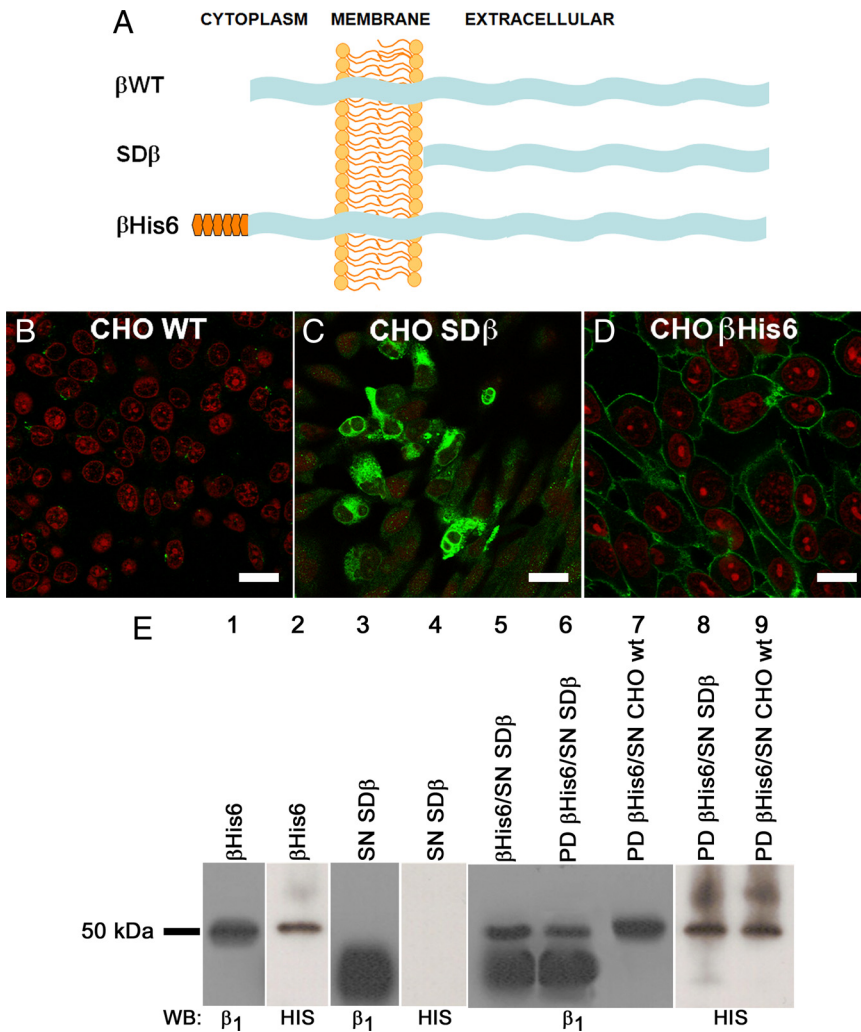 A
CYTOPLASM MEMBRANE EXTRACELLULAR
βWT
SDβ
βHis6
B CHO WT
C CHO SDβ
D CHO βHis6
E 1 2 3 4 5 6 7 8 9
βHis6
βHis6
SN SDβ
SN SDβ
βHis6/SN SDβ
PD βHis6/SN SDβ
PD βHis6/SN CHO wt
PD βHis6/SN SDβ
PD βHis6/SN CHO wt
50 kDa
WB: β₁ HIS β₁ HIS β₁ HIS